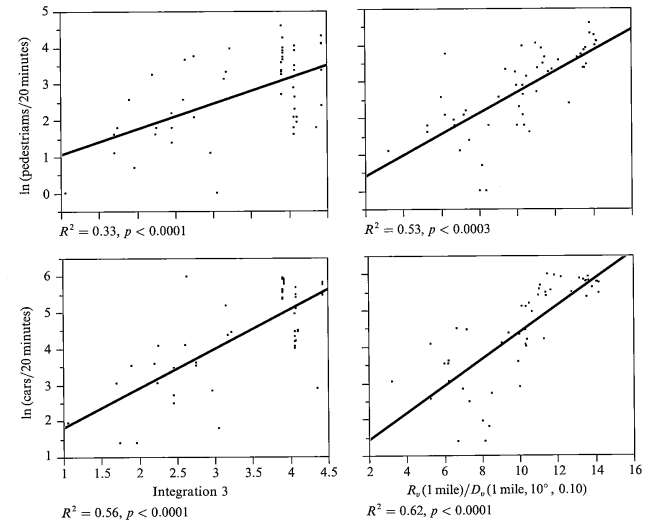 5
4
3
2
1
0
ln (pedestriams/20 minutes)
R² = 0.33, p < 0.0001
R² = 0.53, p < 0.0003
6
5
4
3
2
1
ln (cars/20 minutes)
1 1.5 2 2.5 3 3.5 4 4.5
2 4 6 8 10 12 14 16
Integration 3
Rᵥ(1 mile)/Dᵥ(1 mile, 10°, 0.10)
R² = 0.56, p < 0.0001
R² = 0.62, p < 0.0001